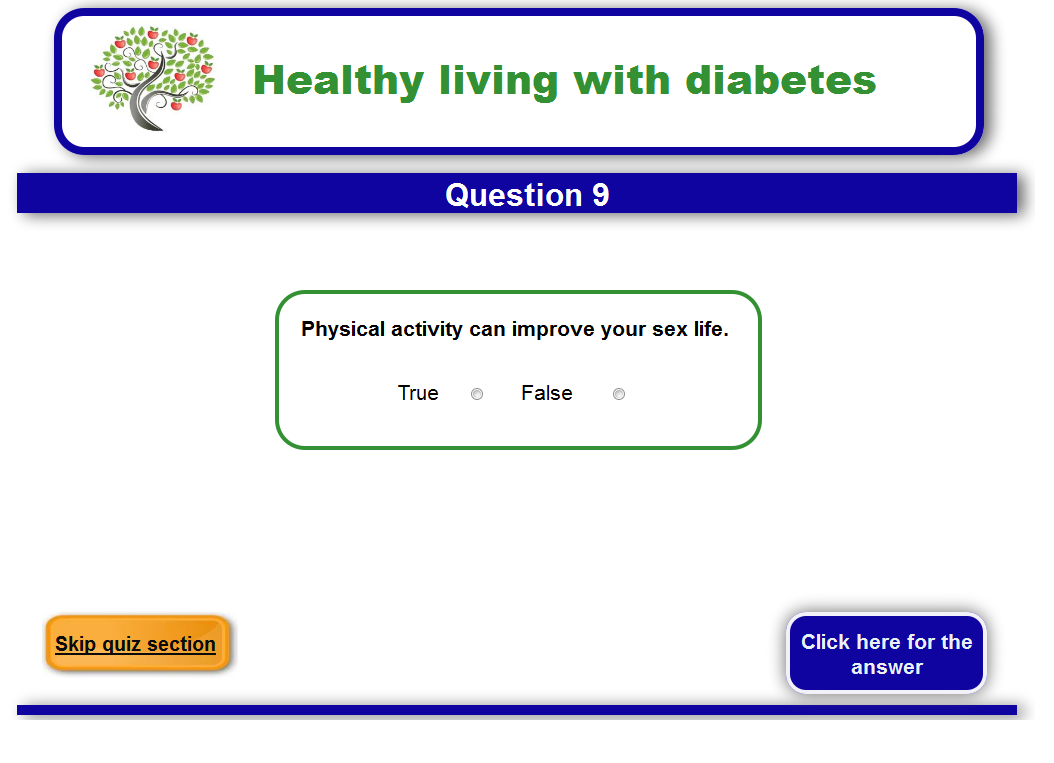 Healthy living with diabetes
Question 9
Physical activity can improve your sex life.
True False
Skip quiz section
Click here for the
answer